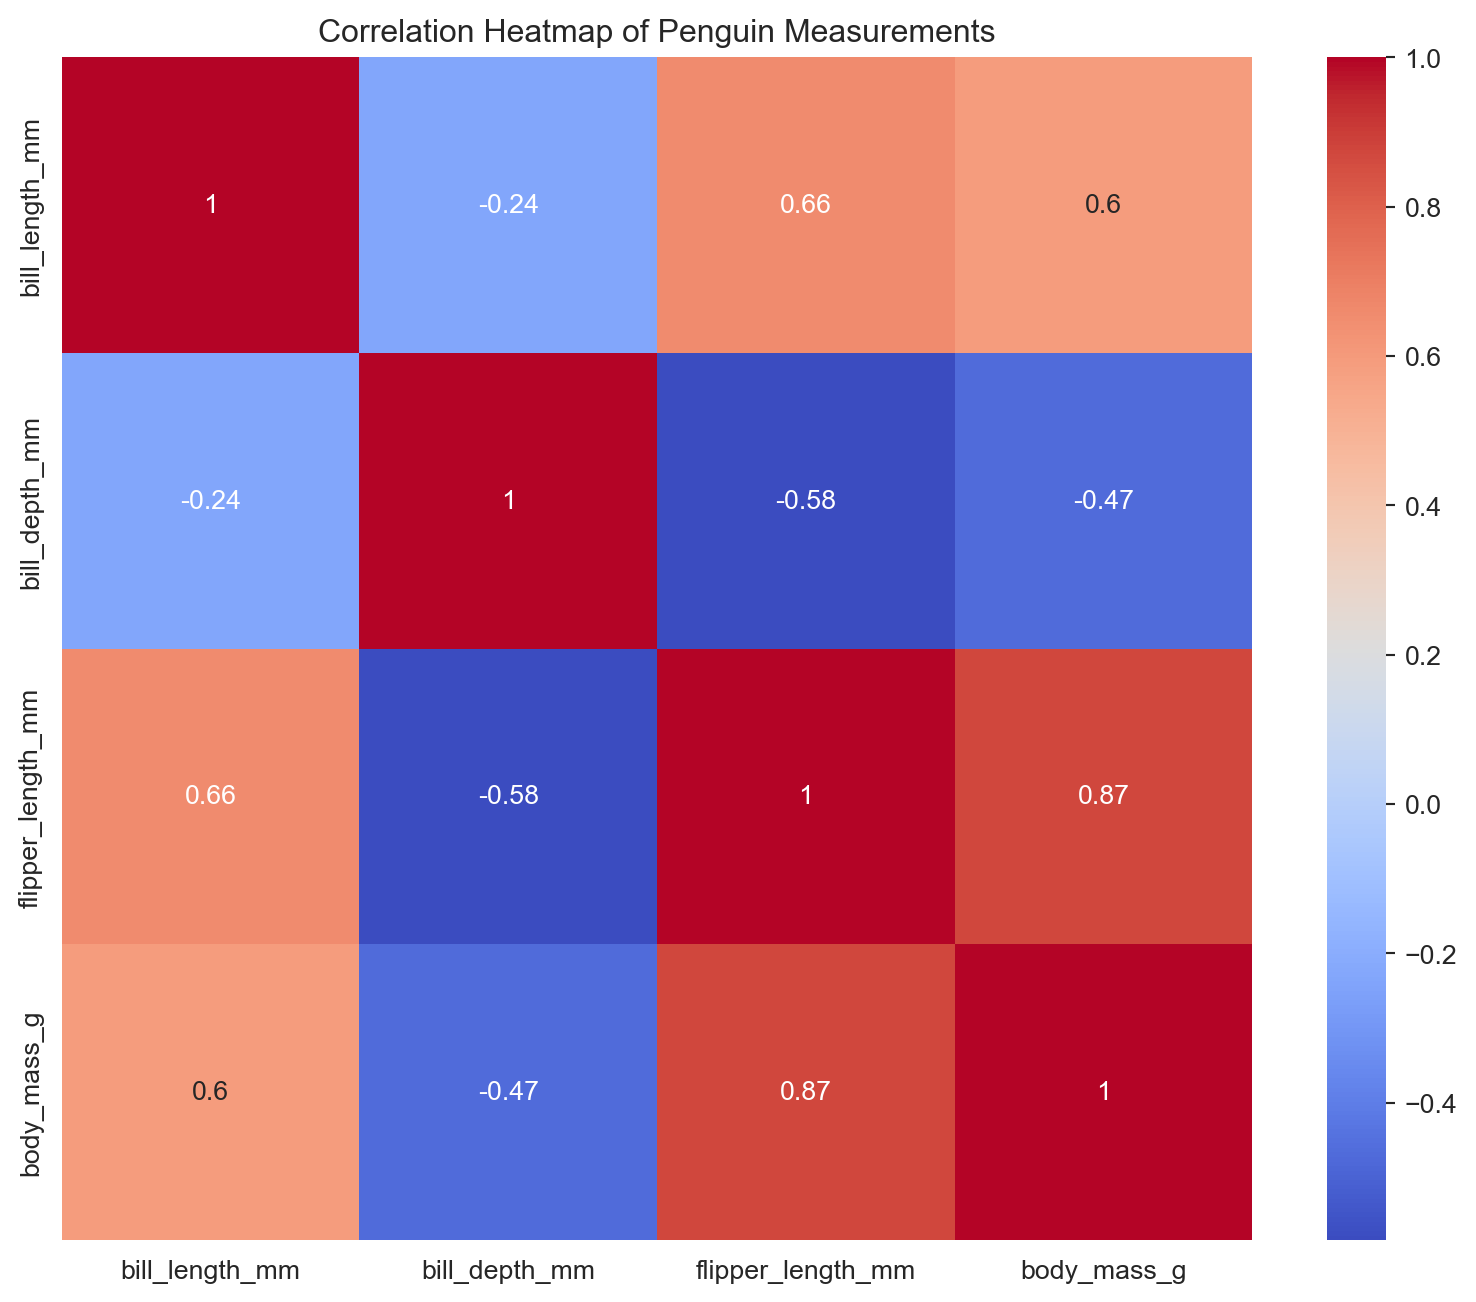 Correlation Heatmap of Penguin Measurements
bill_length_mm
1
-0.24
0.66
0.6
bill_depth_mm
-0.24
1
-0.58
-0.47
flipper_length_mm
0.66
-0.58
1
0.87
body_mass_g
0.6
-0.47
0.87
1
bill_length_mm
bill_depth_mm
flipper_length_mm
body_mass_g
1.0
0.8
0.6
0.4
0.2
0.0
−0.2
−0.4